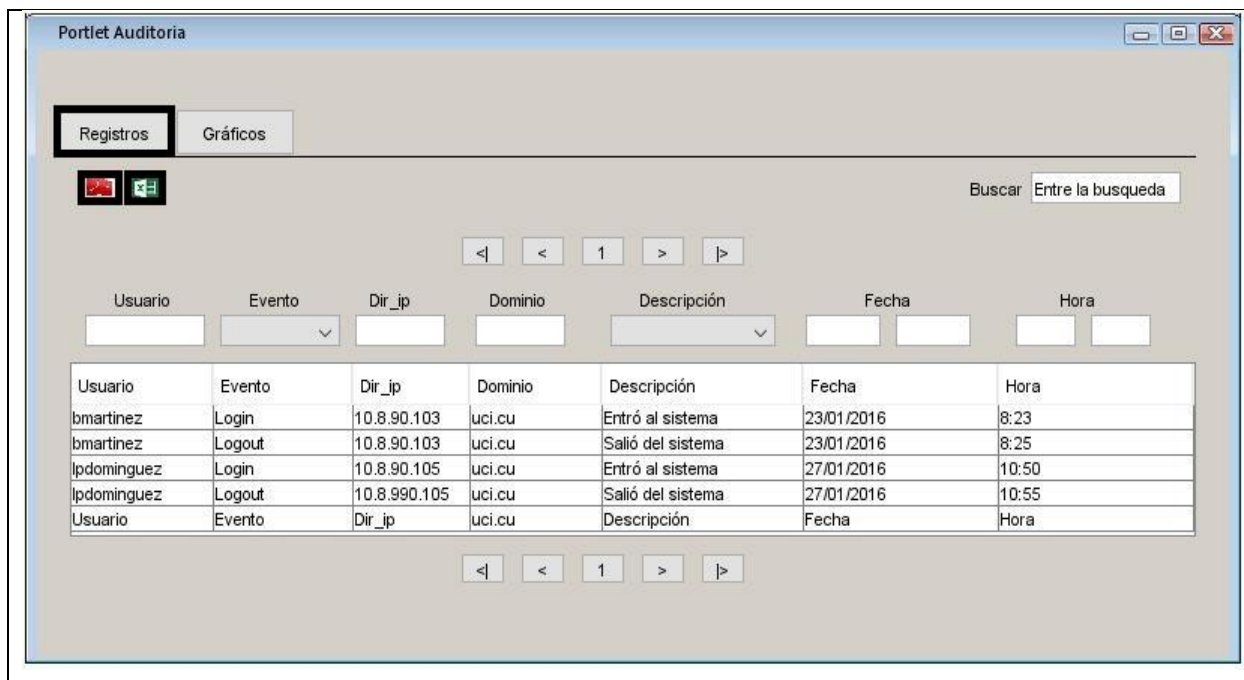 Portlet Auditoria
Registros Gráficos
Buscar Entre la busqueda
<| < 1 > |>
Usuario Evento Dir_ip Dominio Descripción Fecha Hora
Usuario Evento Dir_ip Dominio Descripción Fecha Hora
bmartinez Login 10.8.90.103 uci.cu Entró al sistema 23/01/2016 8:23
bmartinez Logout 10.8.90.103 uci.cu Salió del sistema 23/01/2016 8:25
lpdominguez Login 10.8.90.105 uci.cu Entró al sistema 27/01/2016 10:50
lpdominguez Logout 10.8.990.105 uci.cu Salió del sistema 27/01/2016 10:55
Usuario Evento Dir_ip uci.cu Descripción Fecha Hora
<| < 1 > |>